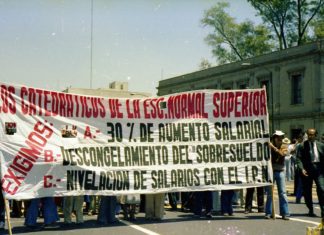 LOS CATEDRATICOS DE LA ESC. NORMAL SUPERIOR
EXIGIMOS:
A.- 30% DE AUMENTO SALARIAL
B.- DESCONGELAMIENTO DEL SOBRESUELDO
C.- NIVELACION DE SALARIOS CON EL I.P.N.